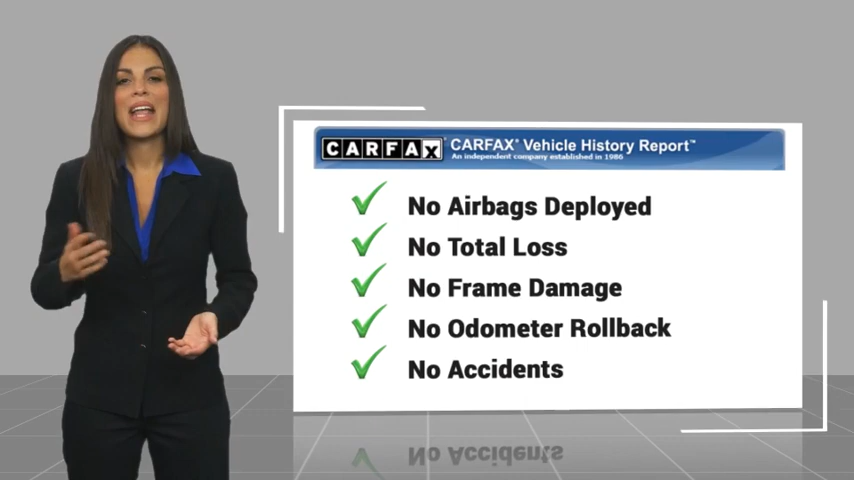 CARFAX CARFAX® Vehicle History Report™
An independent company established in 1986
No Airbags Deployed
No Total Loss
No Frame Damage
No Odometer Rollback
No Accidents
No Accidents